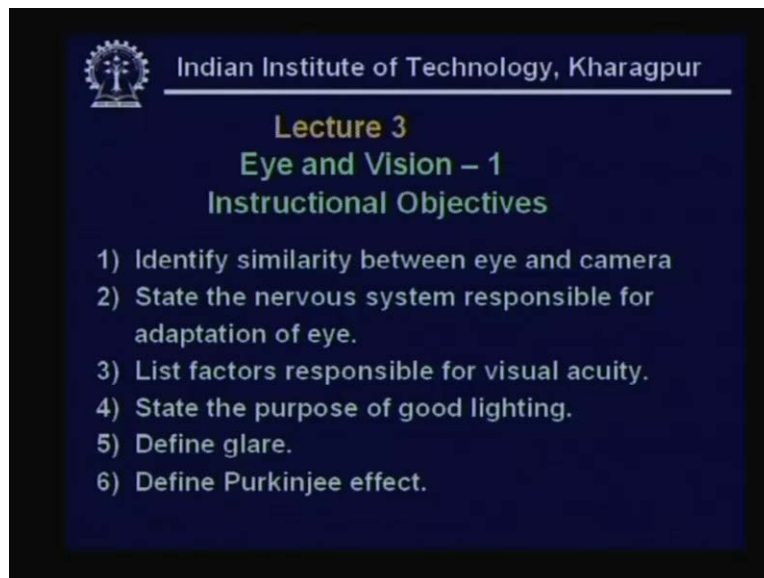 Indian Institute of Technology, Kharagpur
Lecture 3
Eye and Vision – 1
Instructional Objectives
1) Identify similarity between eye and camera
2) State the nervous system responsible for
adaptation of eye.
3) List factors responsible for visual acuity.
4) State the purpose of good lighting.
5) Define glare.
6) Define Purkinjee effect.